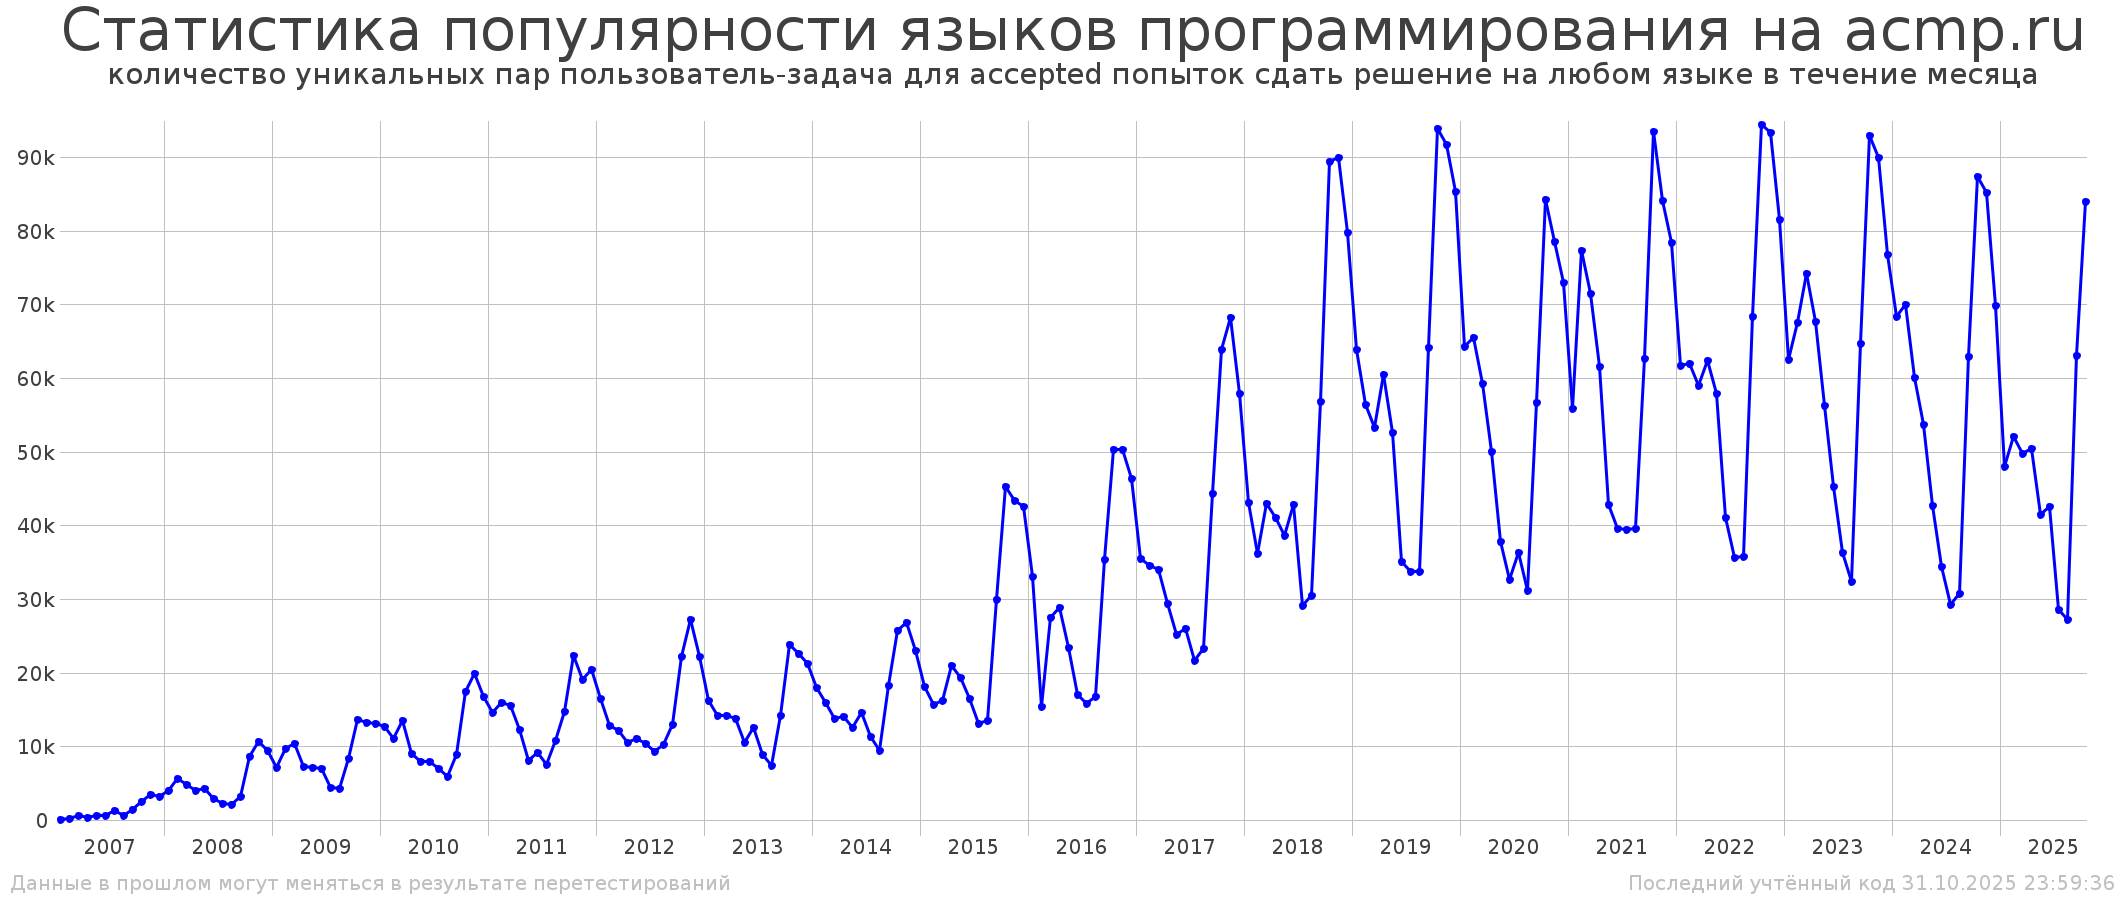 Статистика популярности языков программирования на acmp.ru
количество уникальных пар пользователь-задача для accepted попыток сдать решение на любом языке в течение месяца
90k
80k
70k
60k
50k
40k
30k
20k
10k
0
2007 2008 2009 2010 2011 2012 2013 2014 2015 2016 2017 2018 2019 2020 2021 2022 2023 2024 2025
Данные в прошлом могут меняться в результате перетестирований
Последний учтённый код 31.10.2025 23:59:36